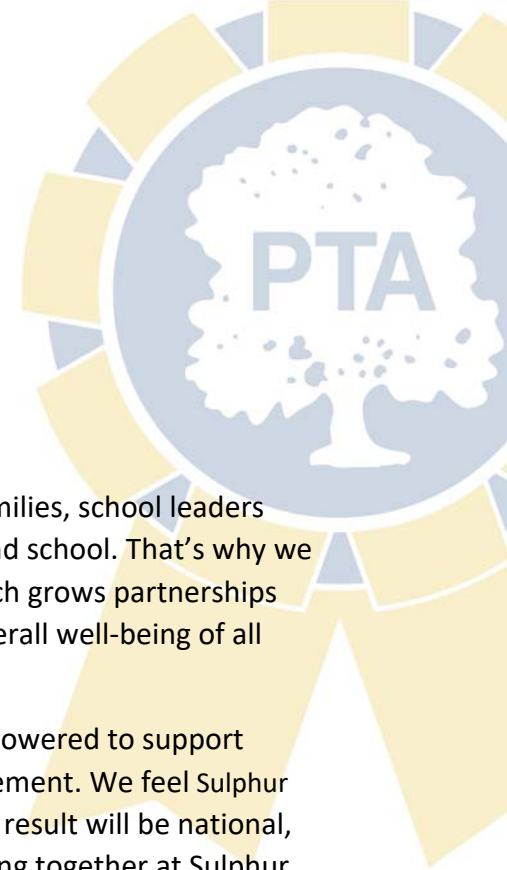 PTA
milies, school leaders
nd school. That’s why we
ch grows partnerships
erall well-being of all
owered to support
ement. We feel Sulphur
result will be national,
ng together at Sulphur